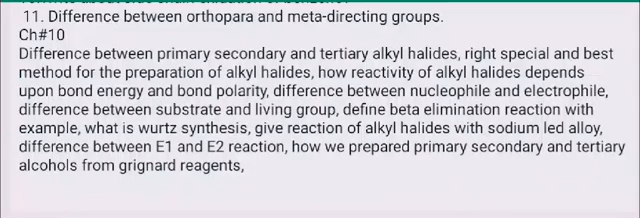 11. Difference between orthopara and meta-directing groups.
Ch#10
Difference between primary secondary and tertiary alkyl halides, right special and best
method for the preparation of alkyl halides, how reactivity of alkyl halides depends
upon bond energy and bond polarity, difference between nucleophile and electrophile,
difference between substrate and living group, define beta elimination reaction with
example, what is wurtz synthesis, give reaction of alkyl halides with sodium led alloy,
difference between E1 and E2 reaction, how we prepared primary secondary and tertiary
alcohols from grignard reagents,